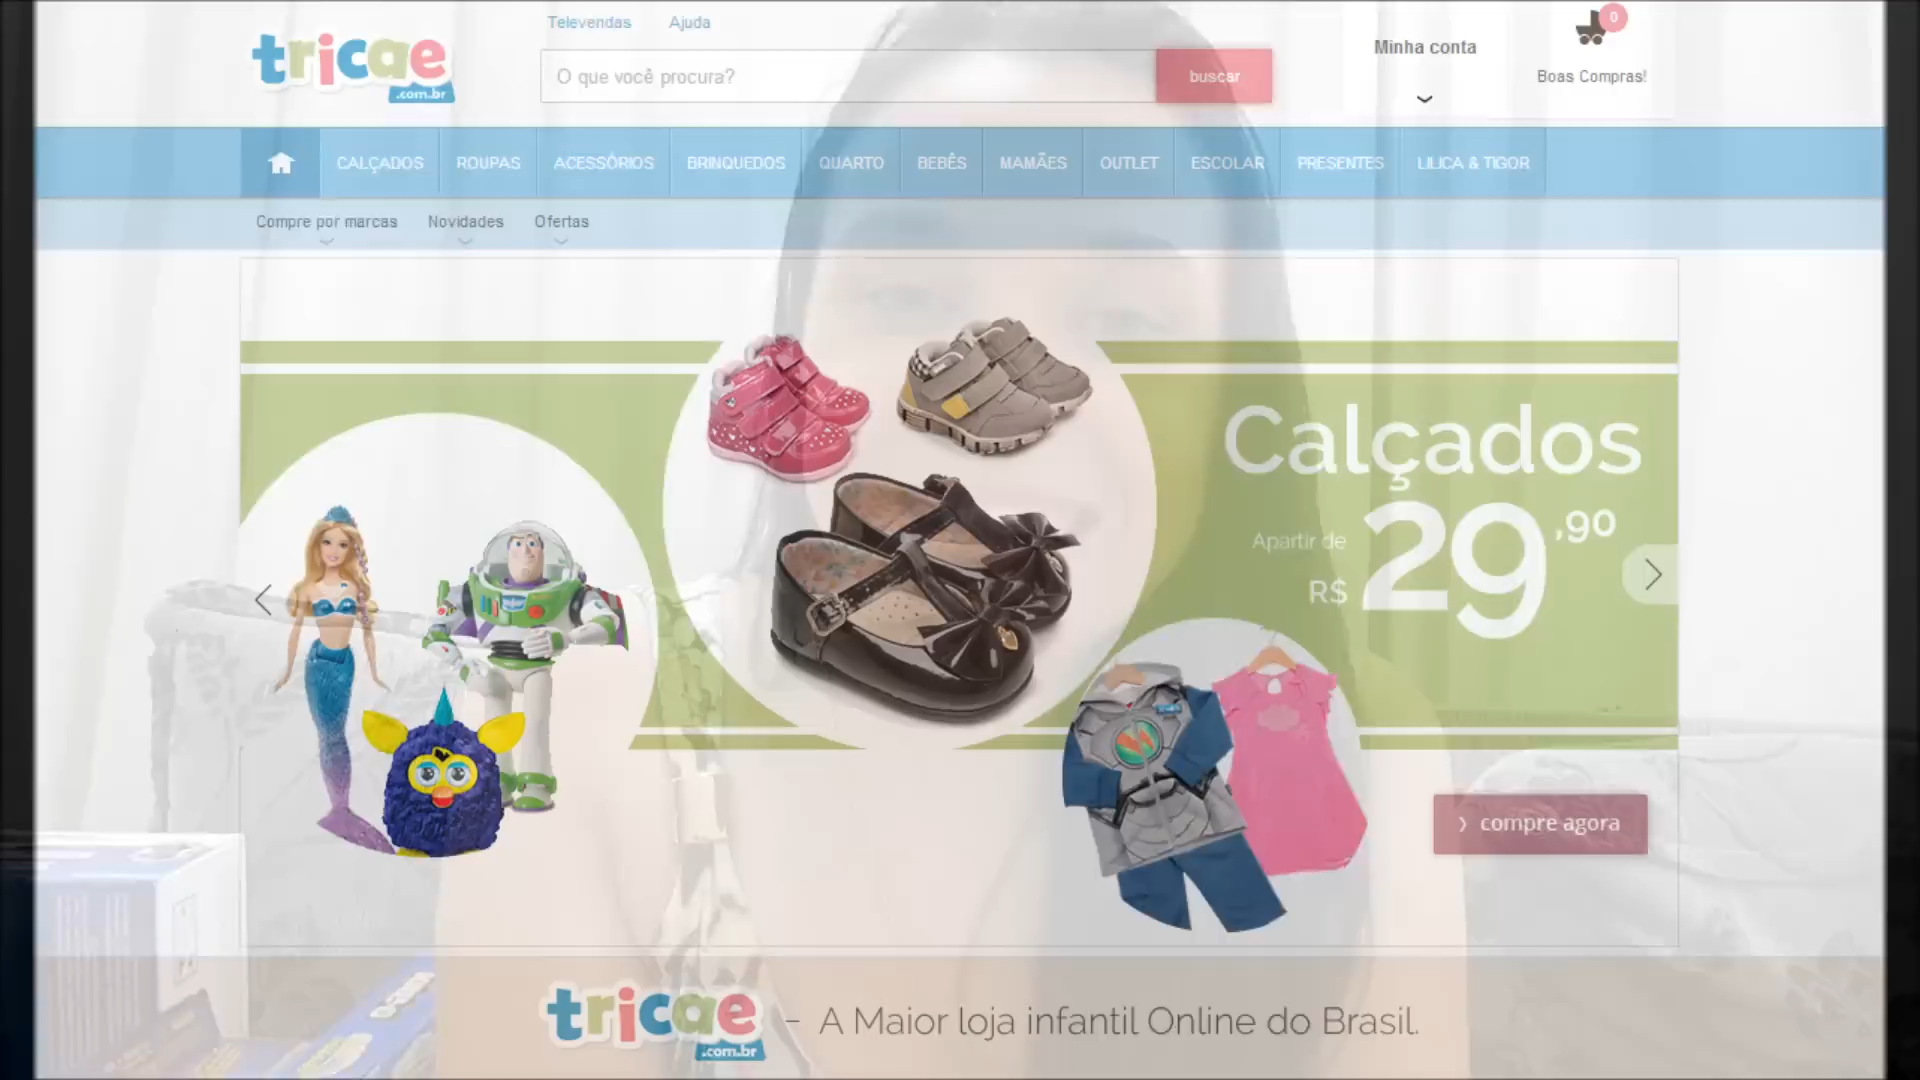 Televendas Ajuda
tricae
.com.br
O que você procura?
buscar
Minha conta
0
Boas Compras!
CALÇADOS ROUPAS ACESSÓRIOS BRINQUEDOS QUARTO BEBÊS MAMÃES OUTLET ESCOLAR PRESENTES LILICA & TIGOR
Compre por marcas Novidades Ofertas
Calçados
Apartir de
R$ 29,90
compre agora
tricae
.com.br
– A Maior loja infantil Online do Brasil.